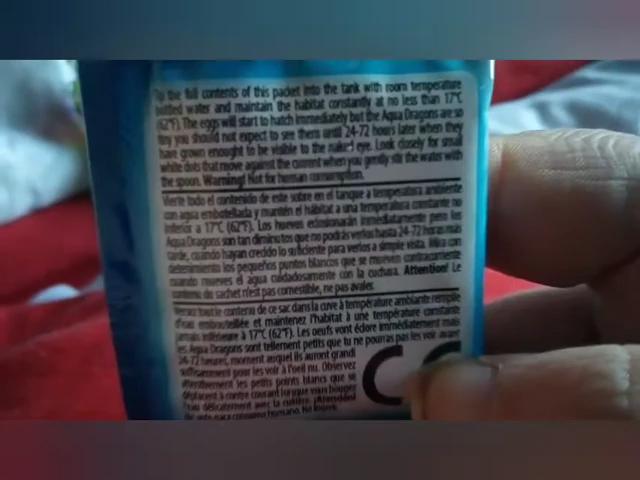 Tip the full contents of this packet into the tank with room temperature
bottled water and maintain the habitat constantly at no less than 17°C
(62°F). The eggs will start to hatch immediately but the Aqua Dragons are so
tiny you should not expect to see them until 24-72 hours later when they
have grown enought to be visible to the naked eye. Look closely for small
white dots that move against the current when you gently stir the water with
the spoon. Warning! Not for human consumption.
Vierte todo el contenido de este sobre en el tanque a temperatura ambiente
con agua embotellada y mantén el hábitat a una temperatura constante no
inferior a 17°C (62°F). Los huevos eclosionarán inmediatamente pero los
Aqua Dragons son tan diminutos que no podrás verlos hasta 24-72 horas más
tarde, cuando hayan crecido lo suficiente para verlos a simple vista. Mira con
detenimiento los pequeños puntos blancos que se mueven contracorriente
cuando mueves el agua cuidadosamente con la cuchara. Attention! Le
contenu du sachet n'est pas comestible, ne pas avaler.
Versez tout le contenu de ce sac dans la cuve à température ambiante remplie
d'eau embouteillée et maintenez l'habitat à une température constante
jamais inférieure à 17°C (62°F). Les oeufs vont éclore immédiatement mais
les Aqua Dragons sont tellement petits que tu ne pourras pas les voir avant
24-72 heures, moment auquel ils auront grandi
suffisamment pour les voir à l'oeil nu. Observez
attentivement les petits points blancs qui se
déplacent à contre courant lorsque vous bougez
l'eau délicatement avec la cuillère. ¡Atención!
No apto para consumo humano. No ingerir.
CE